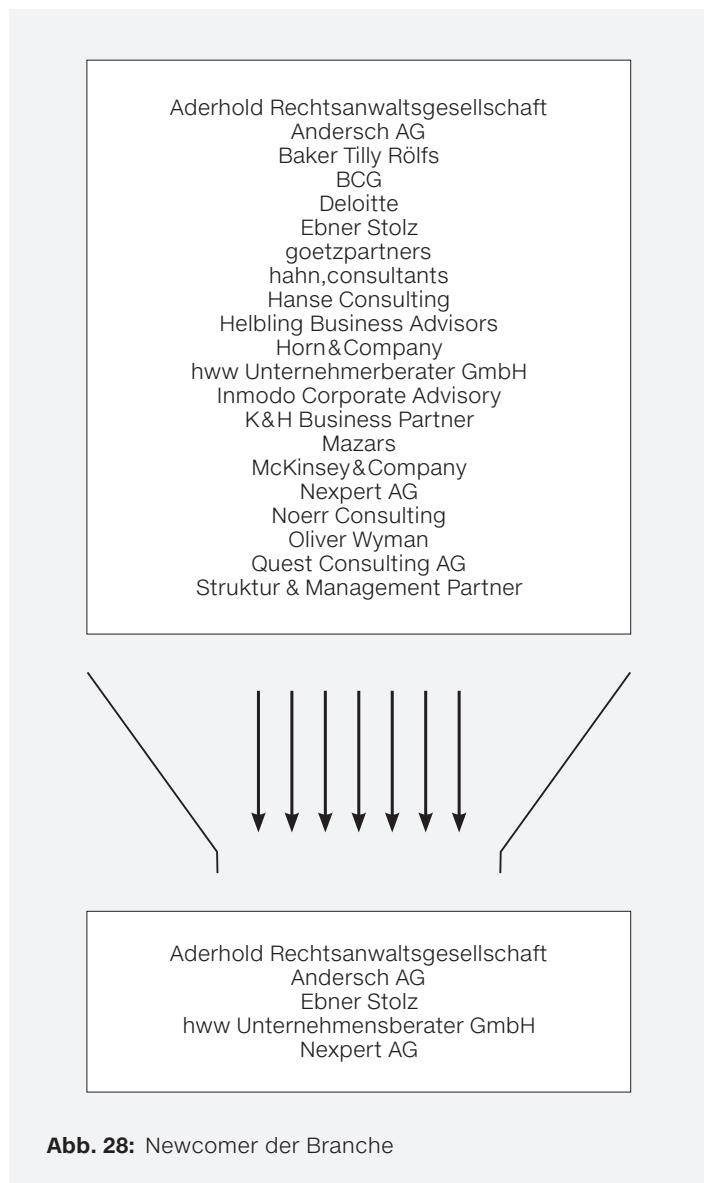 Aderhold Rechtsanwaltsgesellschaft
Andersch AG
Baker Tilly Rölfs
BCG
Deloitte
Ebner Stolz
goetzpartners
hahn,consultants
Hanse Consulting
Helbling Business Advisors
Horn&Company
hww Unternehmerberater GmbH
Inmodo Corporate Advisory
K&H Business Partner
Mazars
McKinsey&Company
Nexpert AG
Noerr Consulting
Oliver Wyman
Quest Consulting AG
Struktur & Management Partner
Aderhold Rechtsanwaltsgesellschaft
Andersch AG
Ebner Stolz
hww Unternehmensberater GmbH
Nexpert AG
Abb. 28: Newcomer der Branche